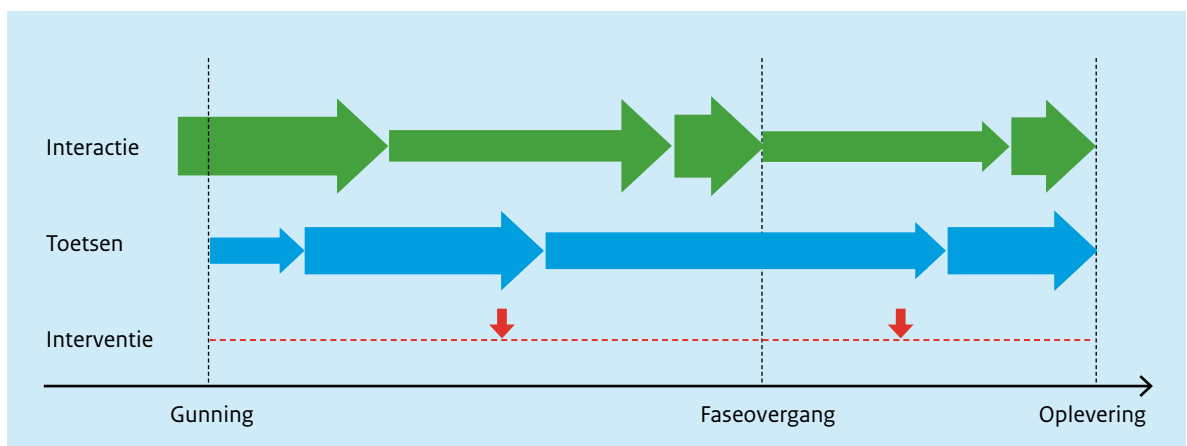 Interactie
Toetsen
Interventie
Gunning
Faseovergang
Oplevering